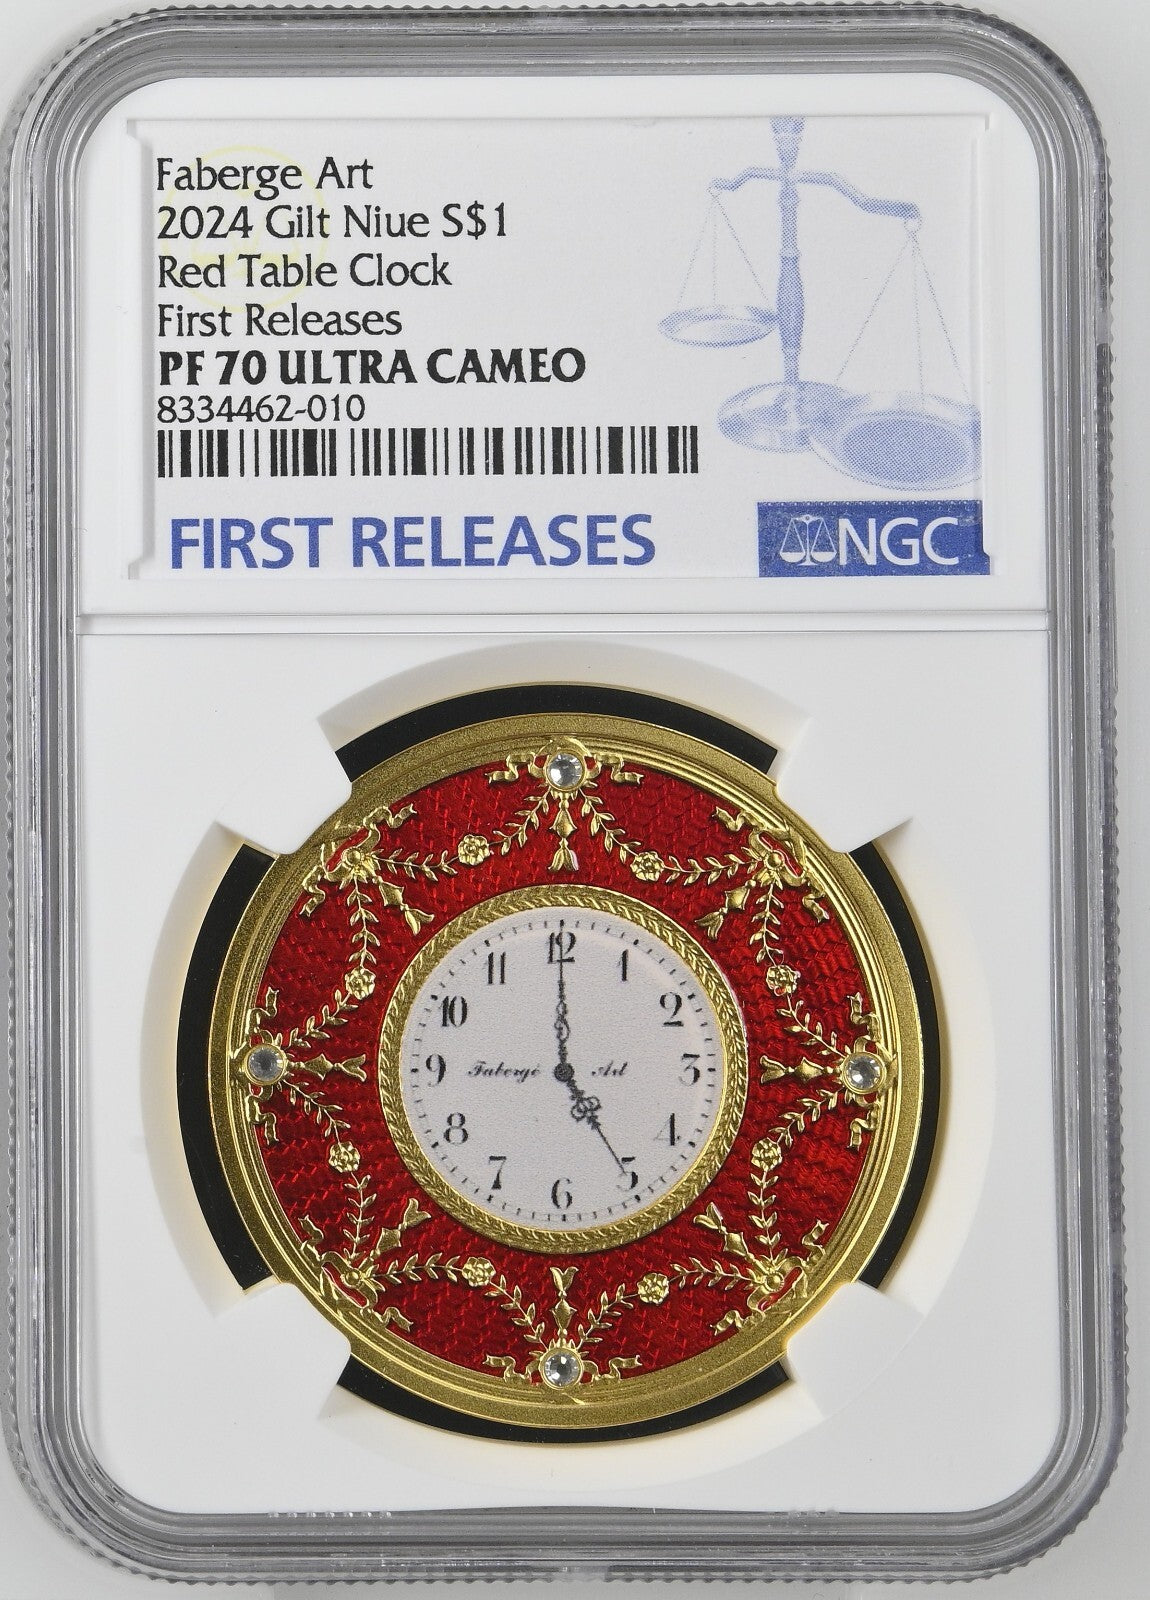 Faberge Art
2024 Gilt Niue S$1
Red Table Clock
First Releases
PF 70 ULTRA CAMEO
8334462-010
FIRST RELEASES
NGC
12
11 1
10 2
9 Fabergé Art 3
8 4
7 5
6